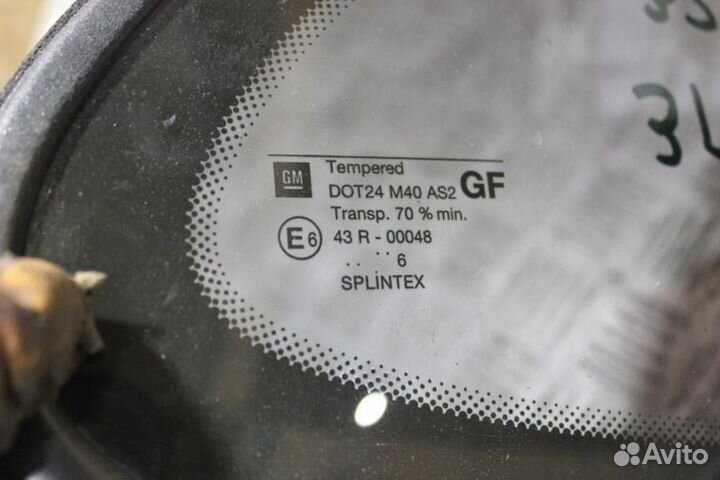 GM
Tempered
DOT24 M40 AS2 GF
Transp. 70 % min.
E6 43 R - 00048
.. .. 6
SPLiNTEX
Avito